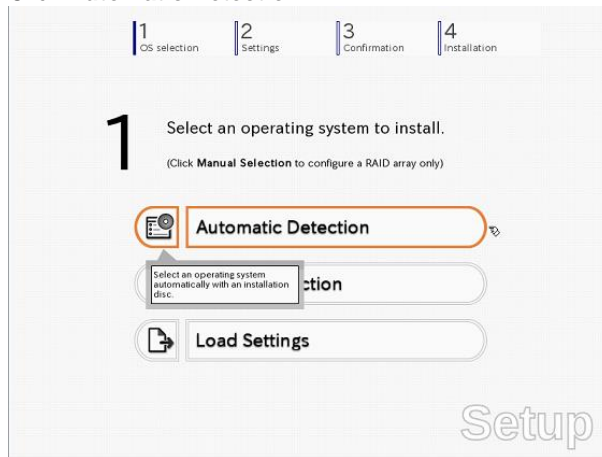 1
OS selection
2
Settings
3
Confirmation
4
Installation
1
Select an operating system to install.
(Click Manual Selection to configure a RAID array only)
Automatic Detection
Select an operating system
automatically with an installation
disc.
ction
Load Settings
Setup